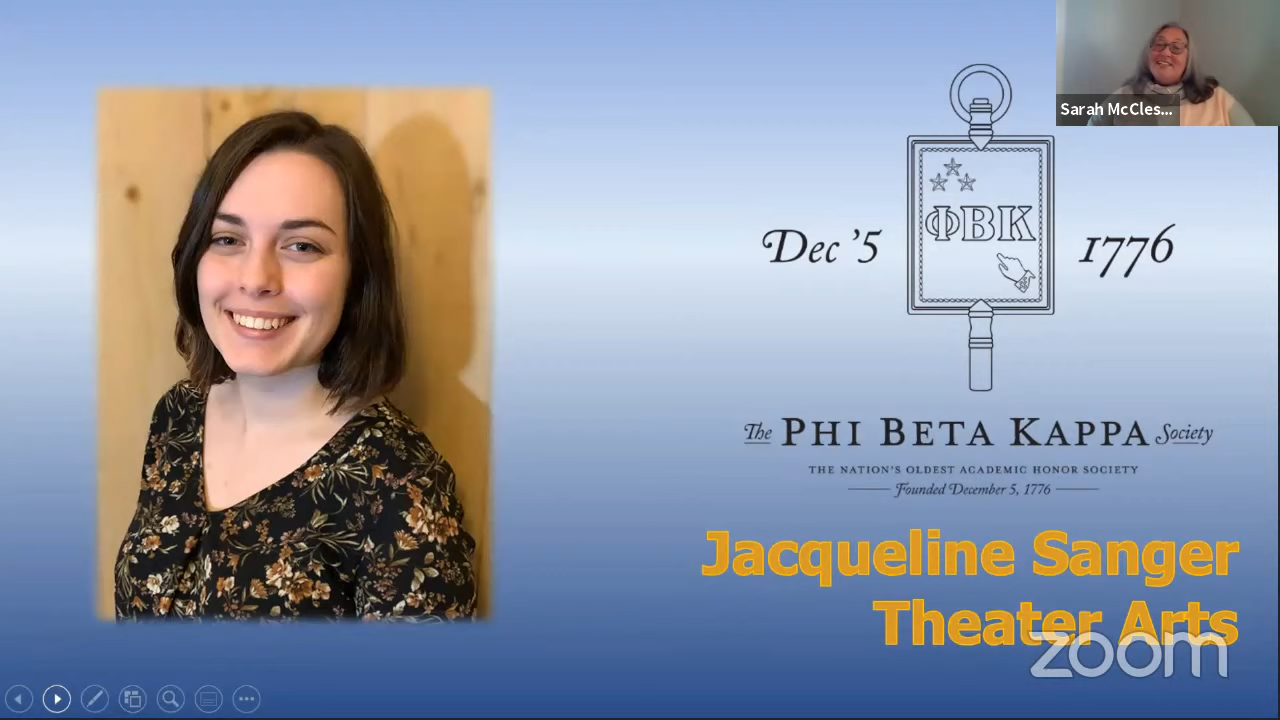 Sarah McCles...
Dec '5
ΦΒΚ
1776
The PHI BETA KAPPA Society
THE NATION'S OLDEST ACADEMIC HONOR SOCIETY
Founded December 5, 1776
Jacqueline Sanger
Theater Arts
zoom